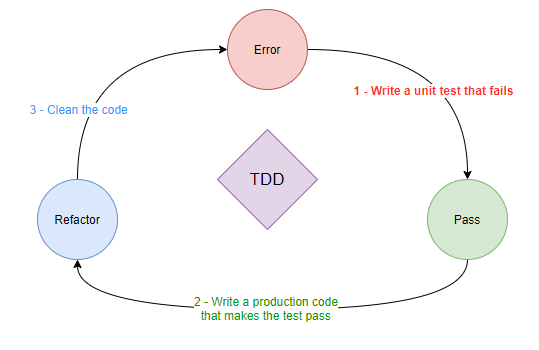 Error
1 - Write a unit test that fails
3 - Clean the code
TDD
Refactor
Pass
2 - Write a production code
that makes the test pass